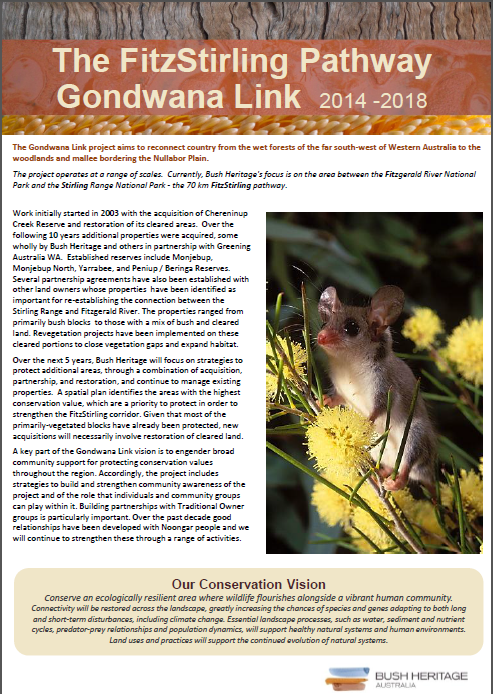 The FitzStirling Pathway
Gondwana Link 2014 -2018
The Gondwana Link project aims to reconnect country from the wet forests of the far south-west of Western Australia to the
woodlands and mallee bordering the Nullabor Plain.
The project operates at a range of scales. Currently, Bush Heritage's focus is on the area between the Fitzgerald River National
Park and the Stirling Range National Park - the 70 km FitzStirling pathway.
Work initially started in 2003 with the acquisition of Chereninup
Creek Reserve and restoration of its cleared areas. Over the
following 10 years additional properties were acquired, some
wholly by Bush Heritage and others in partnership with Greening
Australia WA. Established reserves include Monjebup,
Monjebup North, Yarrabee, and Peniup / Beringa Reserves.
Several partnership agreements have also been established with
other land owners whose properties have been identified as
important for re-establishing the connection between the
Stirling Range and Fitzgerald River. The properties ranged from
primarily bush blocks to those with a mix of bush and cleared
land. Revegetation projects have been implemented on these
cleared portions to close vegetation gaps and expand habitat.
Over the next 5 years, Bush Heritage will focus on strategies to
protect additional areas, through a combination of acquisition,
partnership, and restoration, and continue to manage existing
properties. A spatial plan identifies the areas with the highest
conservation value, which are a priority to protect in order to
strengthen the FitzStirling corridor. Given that most of the
primarily-vegetated blocks have already been protected, new
acquisitions will necessarily involve restoration of cleared land.
A key part of the Gondwana Link vision is to engender broad
community support for protecting conservation values
throughout the region. Accordingly, the project includes
strategies to build and strengthen community awareness of the
project and of the role that individuals and community groups
can play within it. Building partnerships with Traditional Owner
groups is particularly important. Over the past decade good
relationships have been developed with Noongar people and we
will continue to strengthen these through a range of activities.
Our Conservation Vision
Conserve an ecologically resilient area where wildlife flourishes alongside a vibrant human community.
Connectivity will be restored across the landscape, greatly increasing the chances of species and genes adapting to both long
and short-term disturbances, including climate change. Essential landscape processes, such as water, sediment and nutrient
cycles, predator-prey relationships and population dynamics, will support healthy natural systems and human environments.
Land uses and practices will support the continued evolution of natural systems.
BUSH HERITAGE
AUSTRALIA